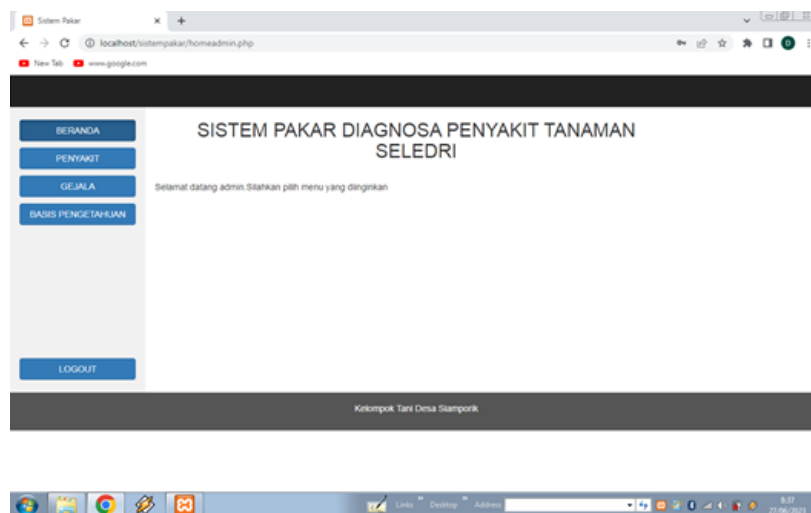 Sistem Pakar
localhost/sistempakar/homeadmin.php
New Tab www.google.com
BERANDA
PENYAKIT
GEJALA
BASIS PENGETAHUAN
LOGOUT
SISTEM PAKAR DIAGNOSA PENYAKIT TANAMAN
SELEDRI
Selamat datang admin.Silahkan pilih menu yang diinginkan
Kelompok Tani Desa Siamporik
Links Desktop Address
8:37